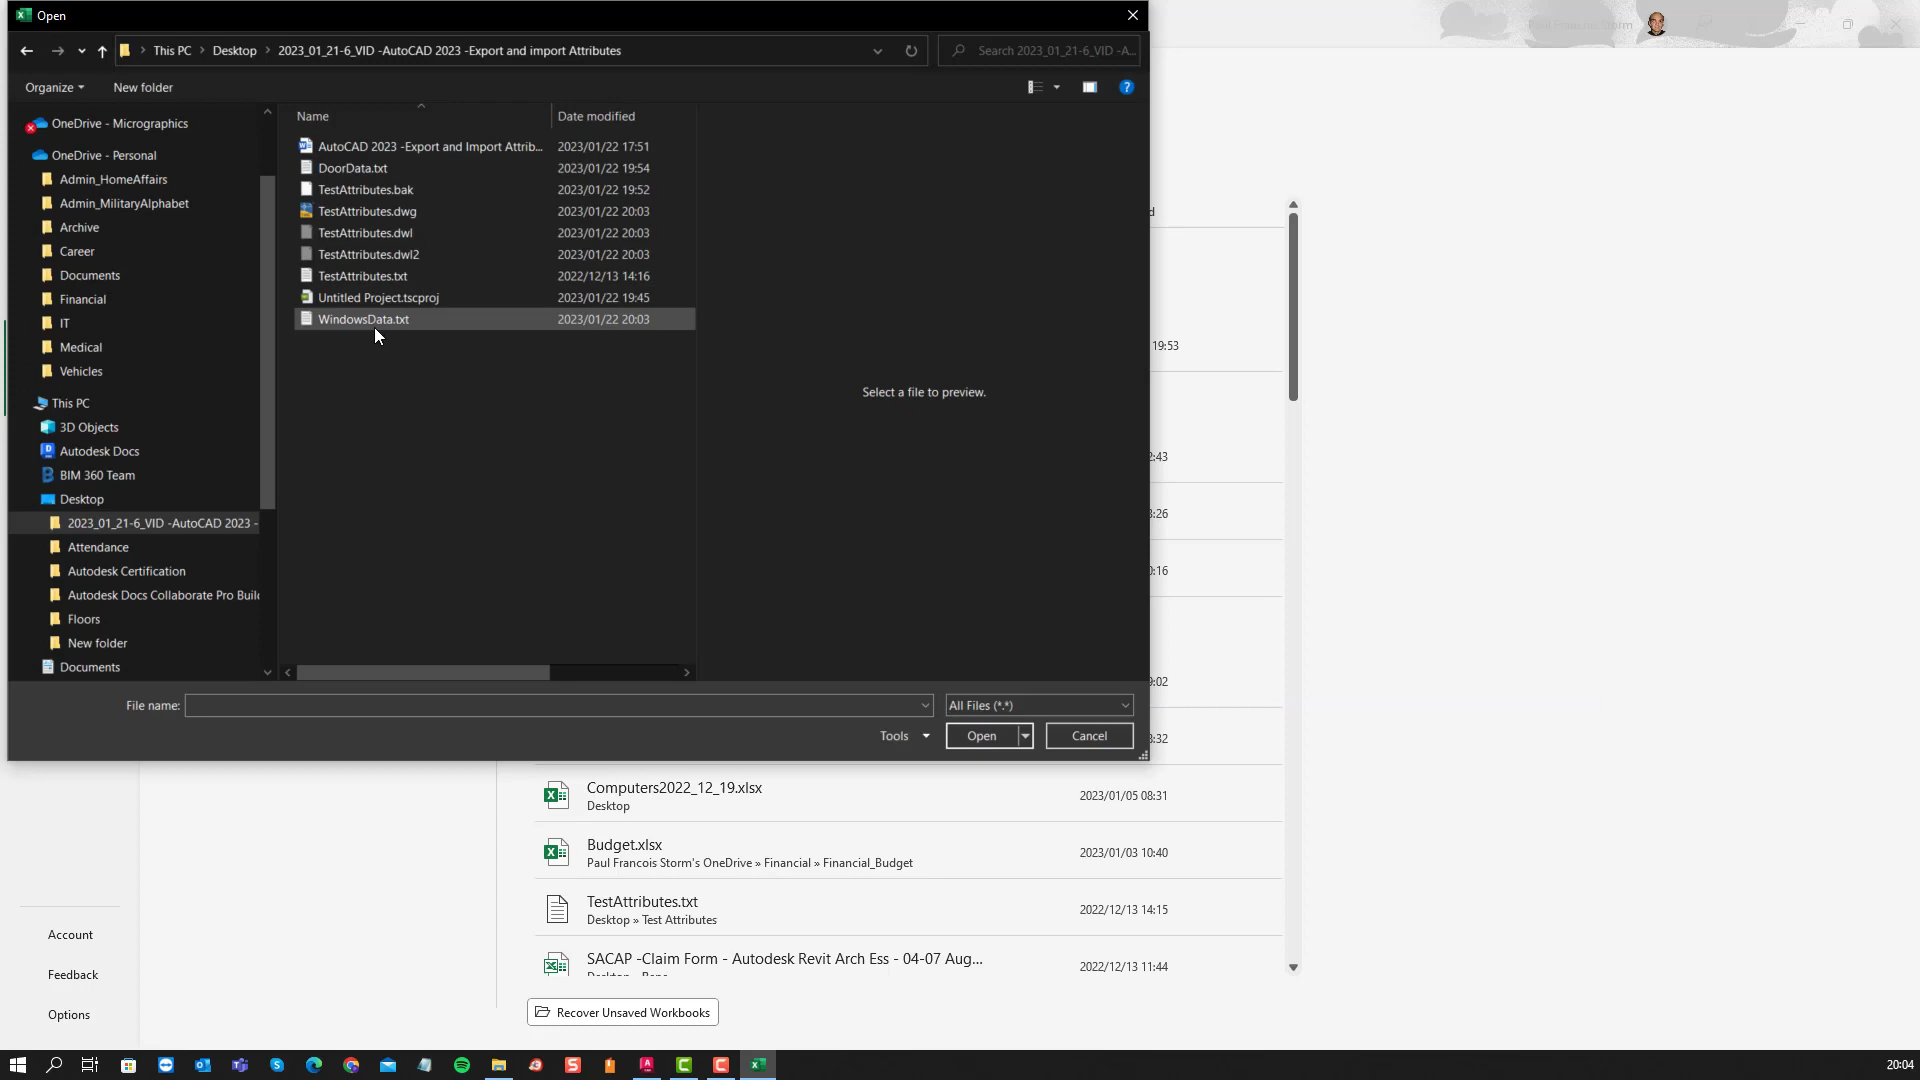 Open
This PC > Desktop > 2023_01_21-6_VID -AutoCAD 2023 -Export and import Attributes
Search 2023_01_21-6_VID -A...
Organize
New folder
OneDrive - Micrographics
OneDrive - Personal
Admin_HomeAffairs
Admin_MilitaryAlphabet
Archive
Career
Documents
Financial
IT
Medical
Vehicles
This PC
3D Objects
Autodesk Docs
BIM 360 Team
Desktop
2023_01_21-6_VID -AutoCAD 2023 -
Attendance
Autodesk Certification
Autodesk Docs Collaborate Pro Buil
Floors
New folder
Documents
Name Date modified
AutoCAD 2023 -Export and Import Attrib... 2023/01/22 17:51
DoorData.txt 2023/01/22 19:54
TestAttributes.bak 2023/01/22 19:52
TestAttributes.dwg 2023/01/22 20:03
TestAttributes.dwl 2023/01/22 20:03
TestAttributes.dwl2 2023/01/22 20:03
TestAttributes.txt 2022/12/13 14:16
Untitled Project.tscproj 2023/01/22 19:45
WindowsData.txt 2023/01/22 20:03
Select a file to preview.
File name:
All Files (*.*)
Tools
Open
Cancel
d
19:53
2:43
:26
:16
:02
:32
Computers2022_12_19.xlsx
Desktop
2023/01/05 08:31
Budget.xlsx
Paul Francois Storm's OneDrive » Financial » Financial_Budget
2023/01/03 10:40
TestAttributes.txt
Desktop » Test Attributes
2022/12/13 14:15
SACAP -Claim Form - Autodesk Revit Arch Ess - 04-07 Aug...
2022/12/13 11:44
Recover Unsaved Workbooks
Account
Feedback
Options
20:04